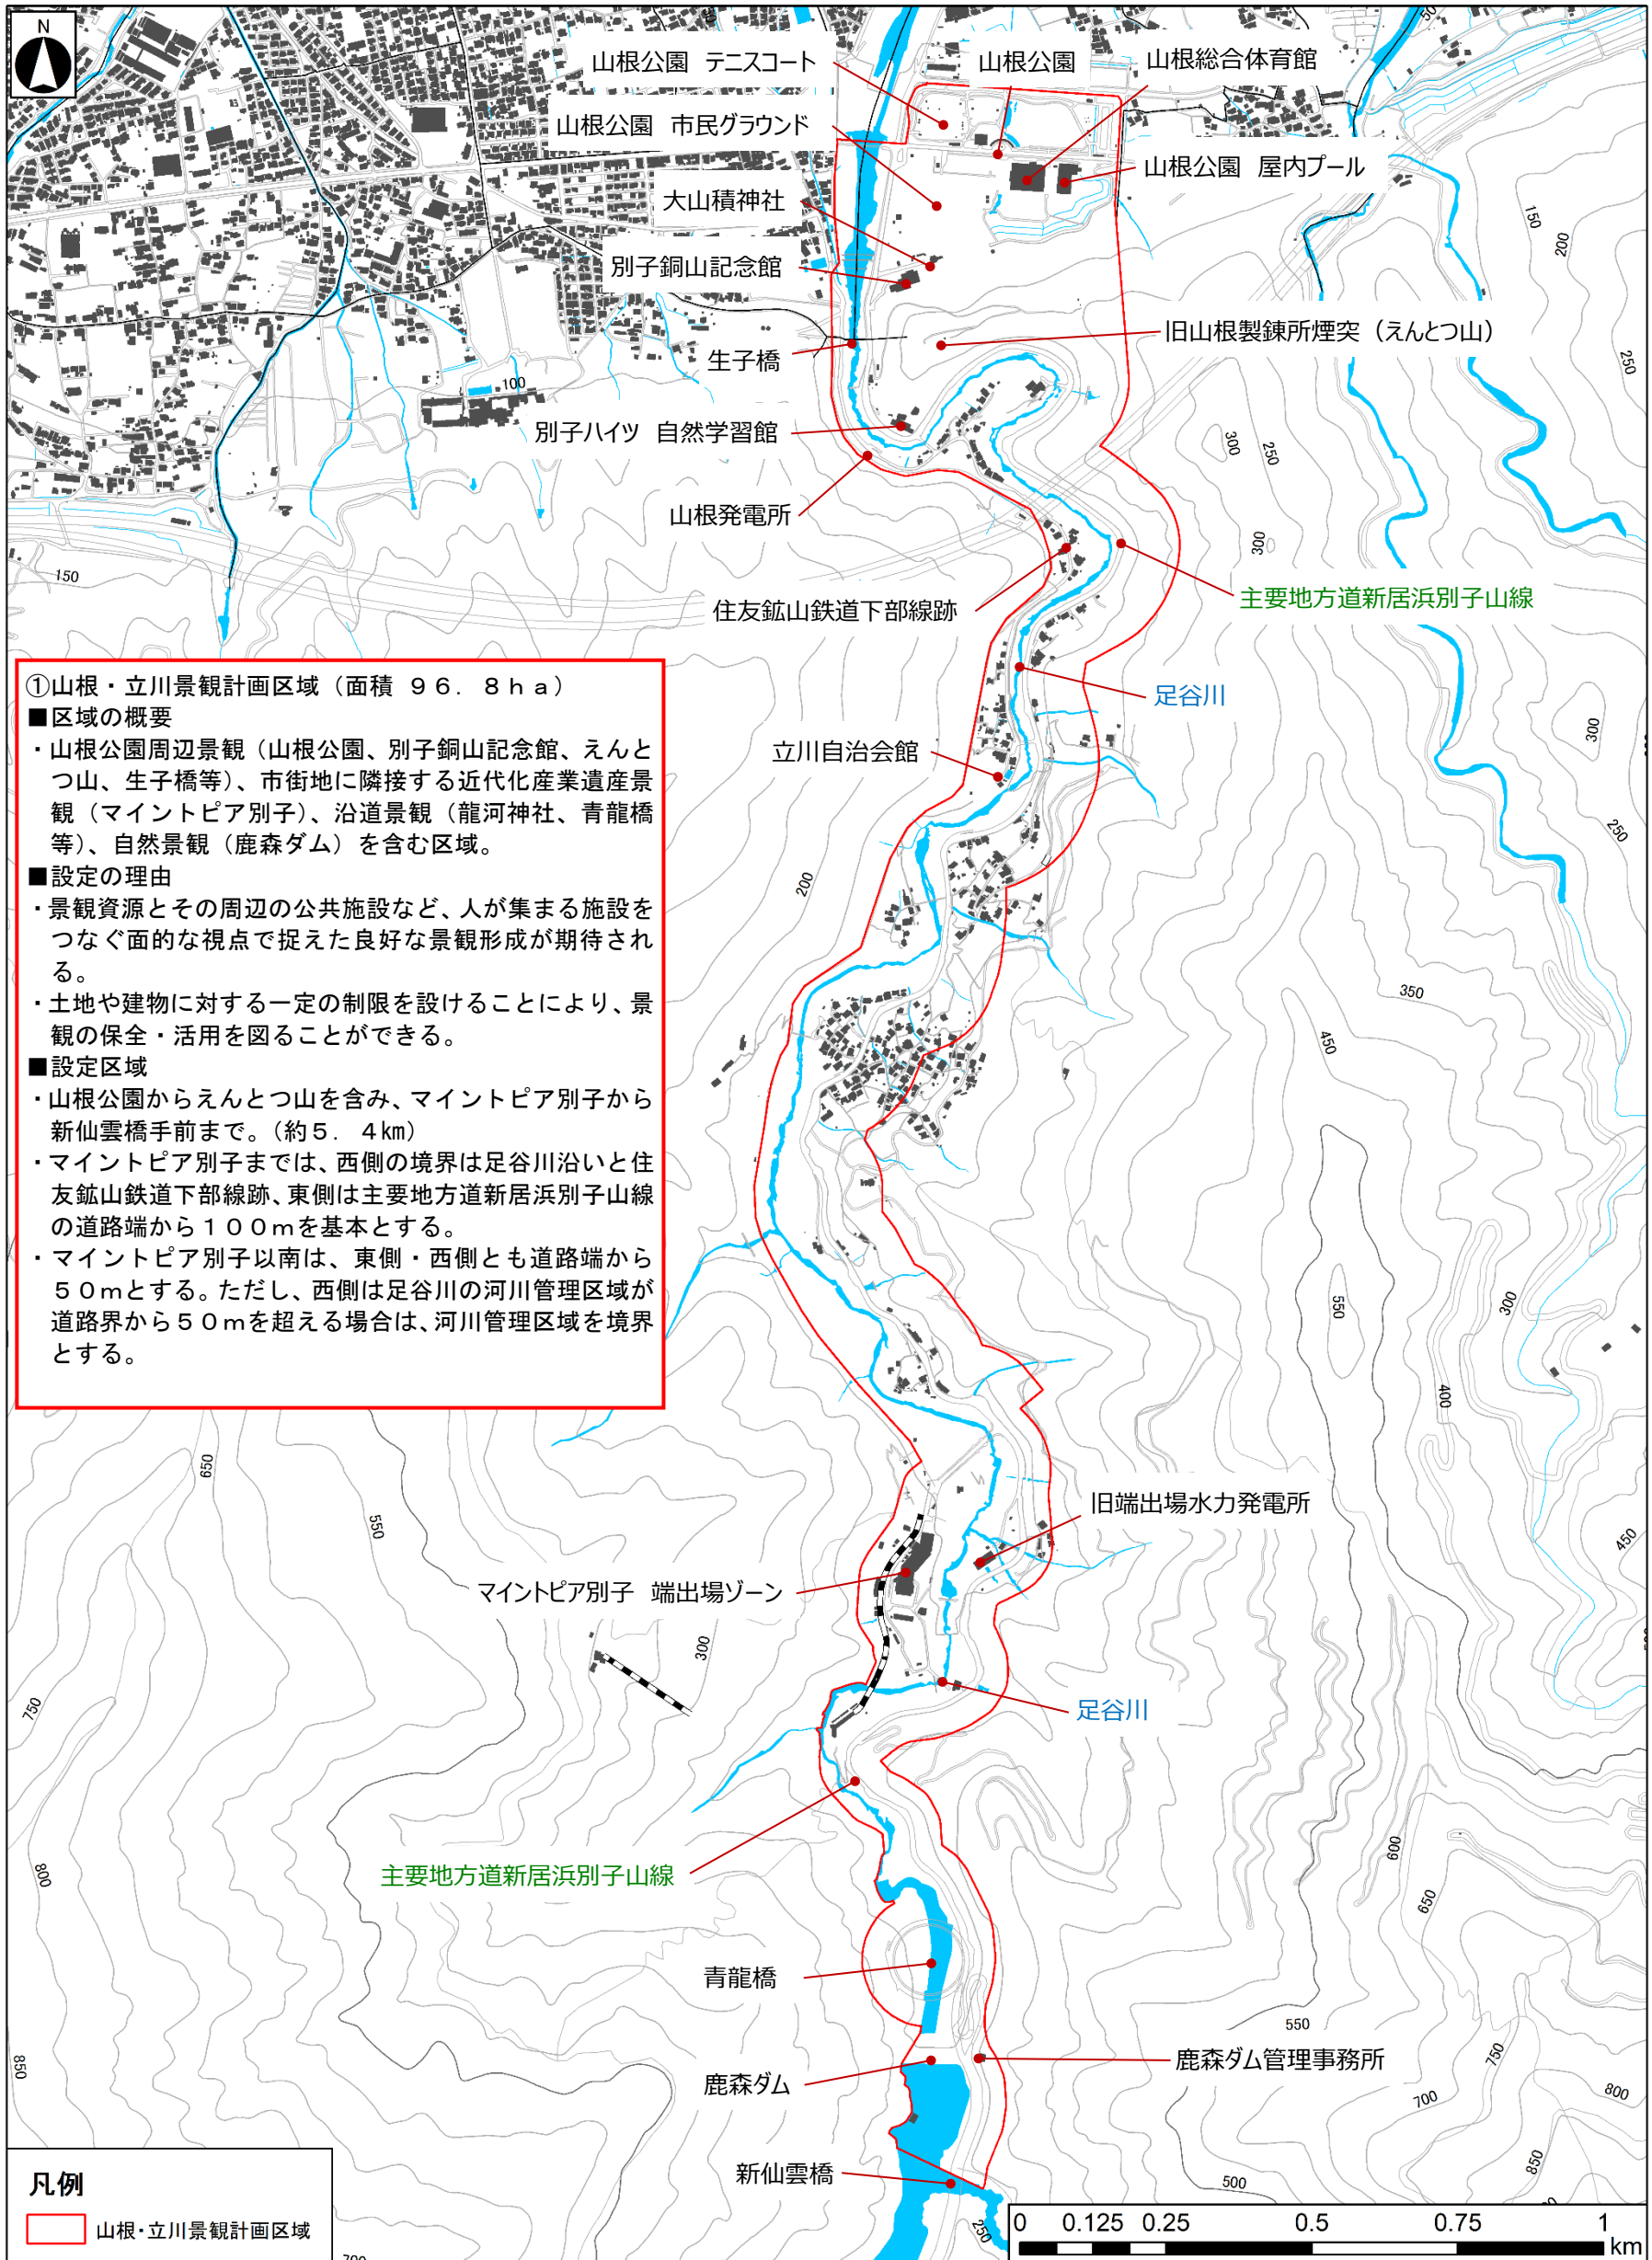 N
山根公園 テニスコート
山根公園
山根総合体育館
山根公園 市民グラウンド
山根公園 屋内プール
大山積神社
別子銅山記念館
旧山根製錬所煙突（えんとつ山）
生子橋
別子ハイツ 自然学習館
山根発電所
住友鉱山鉄道下部線跡
主要地方道新居浜別子山線
足谷川
立川自治会館
①山根・立川景観計画区域（面積 ９６．８ｈａ）
■区域の概要
・山根公園周辺景観（山根公園、別子銅山記念館、えんと
つ山、生子橋等）、市街地に隣接する近代化産業遺産景
観（マイントピア別子）、沿道景観（龍河神社、青龍橋
等）、自然景観（鹿森ダム）を含む区域。
■設定の理由
・景観資源とその周辺の公共施設など、人が集まる施設を
つなぐ面的な視点で捉えた良好な景観形成が期待され
る。
・土地や建物に対する一定の制限を設けることにより、景
観の保全・活用を図ることができる。
■設定区域
・山根公園からえんとつ山を含み、マイントピア別子から
新仙雲橋手前まで。（約５．４㎞）
・マイントピア別子までは、西側の境界は足谷川沿いと住
友鉱山鉄道下部線跡、東側は主要地方道新居浜別子山線
の道路端から１００ｍを基本とする。
・マイントピア別子以南は、東側・西側とも道路端から
５０ｍとする。ただし、西側は足谷川の河川管理区域が
道路界から５０ｍを超える場合は、河川管理区域を境界
とする。
旧端出場水力発電所
マイントピア別子 端出場ゾーン
足谷川
主要地方道新居浜別子山線
青龍橋
鹿森ダム管理事務所
鹿森ダム
新仙雲橋
凡例
山根・立川景観計画区域
0 0.125 0.25 0.5 0.75 1
km
50
150
200
250
100
300
250
300
150
300
250
200
350
450
550
300
400
450
650
550
300
750
800
850
600
650
550
750
700
800
850
500
250
700